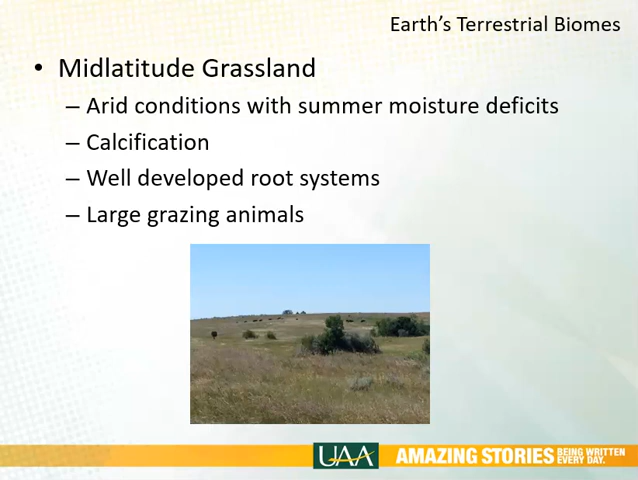 Earth's Terrestrial Biomes
• Midlatitude Grassland
– Arid conditions with summer moisture deficits
– Calcification
– Well developed root systems
– Large grazing animals
UAA AMAZING STORIES BEING WRITTEN EVERY DAY.